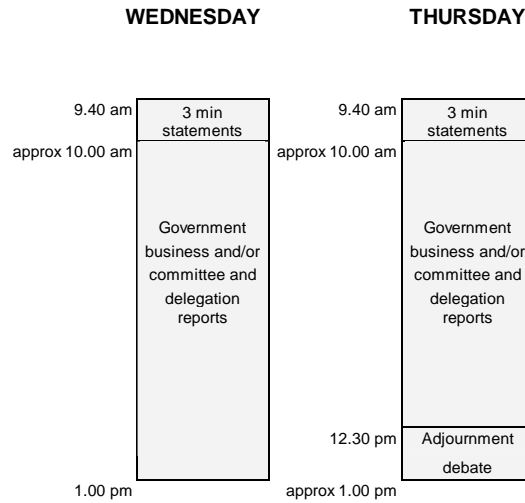 WEDNESDAY
9.40 am
3 min
statements
approx 10.00 am
Government
business and/or
committee and
delegation
reports
1.00 pm
THURSDAY
9.40 am
3 min
statements
approx 10.00 am
Government
business and/or
committee and
delegation
reports
12.30 pm
Adjournment
debate
approx 1.00 pm